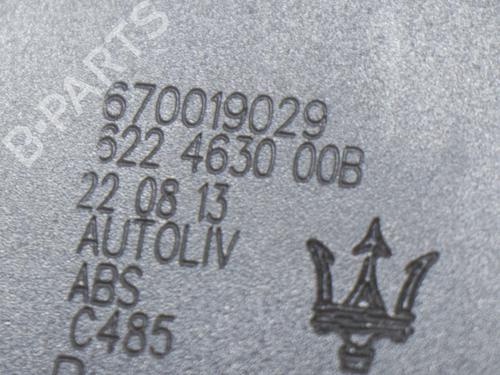 B-PARTS
670019029
622 4630 00B
22 08 13
AUTOLIV
ABS
C485